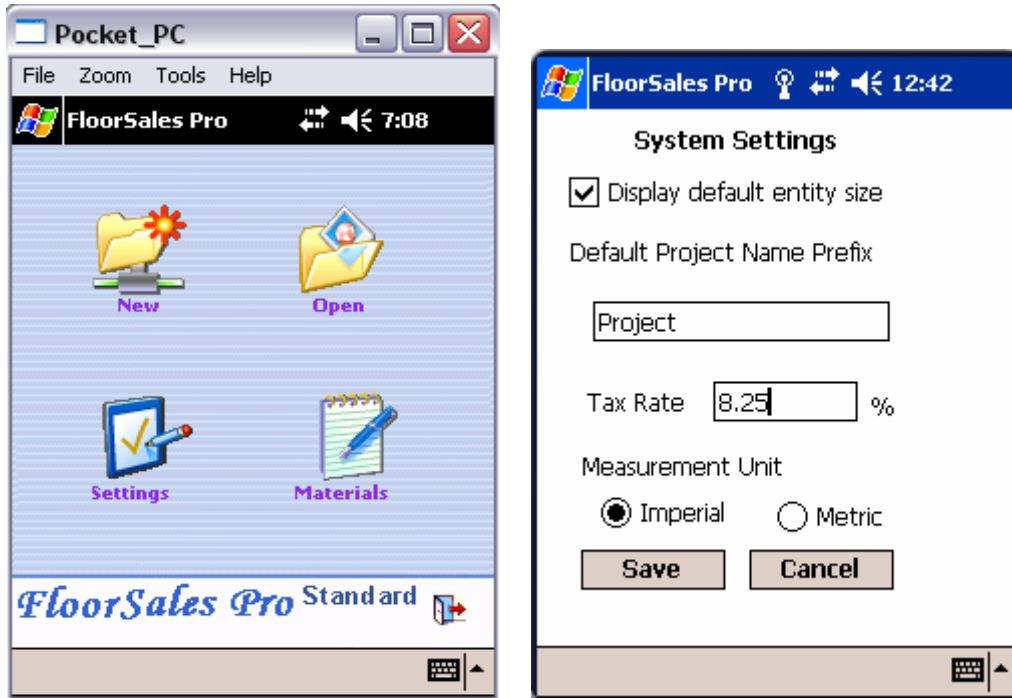 Pocket_PC
File Zoom Tools Help
FloorSales Pro 7:08
New Open
Settings Materials
FloorSales Pro Standard
FloorSales Pro 12:42
System Settings
Display default entity size
Default Project Name Prefix
Project
Tax Rate 8.25 %
Measurement Unit
Imperial Metric
Save Cancel